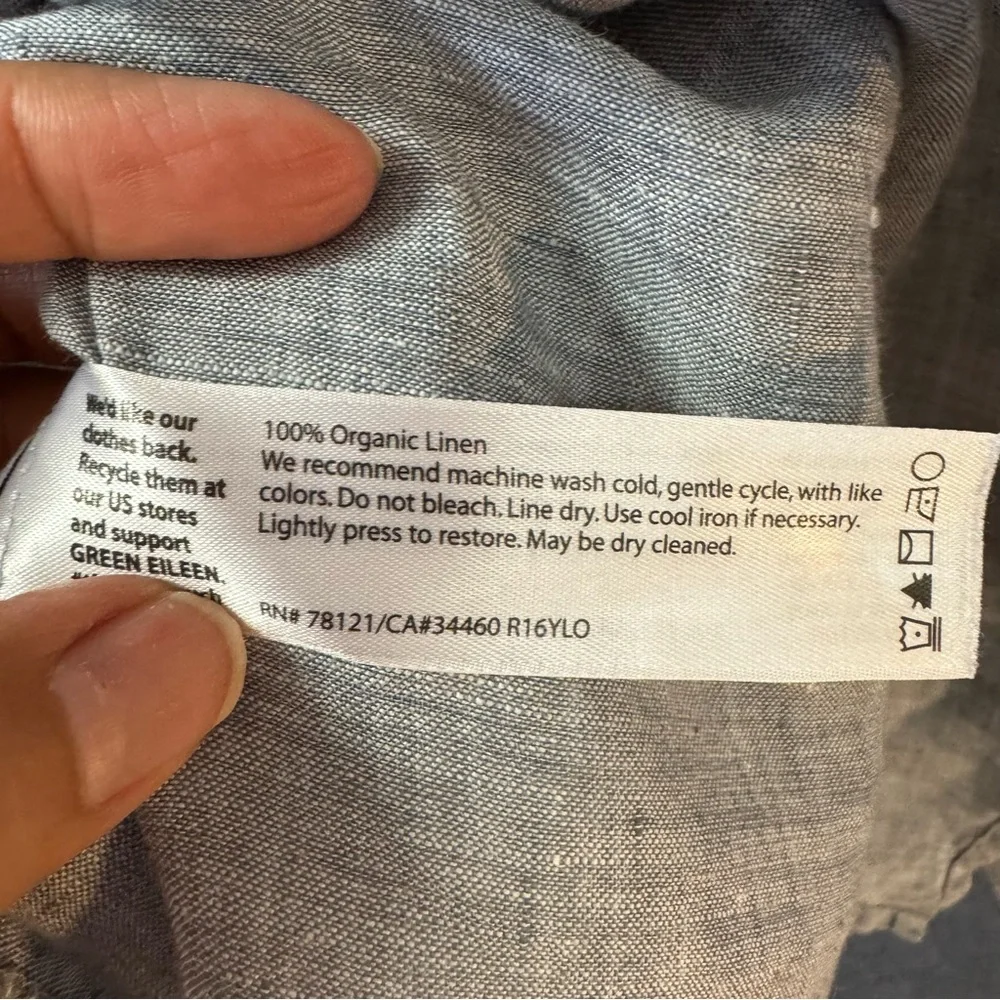 We'd like our
clothes back.
Recycle them at
our US stores
and support
GREEN EILEEN.
100% Organic Linen
We recommend machine wash cold, gentle cycle, with like
colors. Do not bleach. Line dry. Use cool iron if necessary.
Lightly press to restore. May be dry cleaned.
RN# 78121/CA#34460 R16YLO